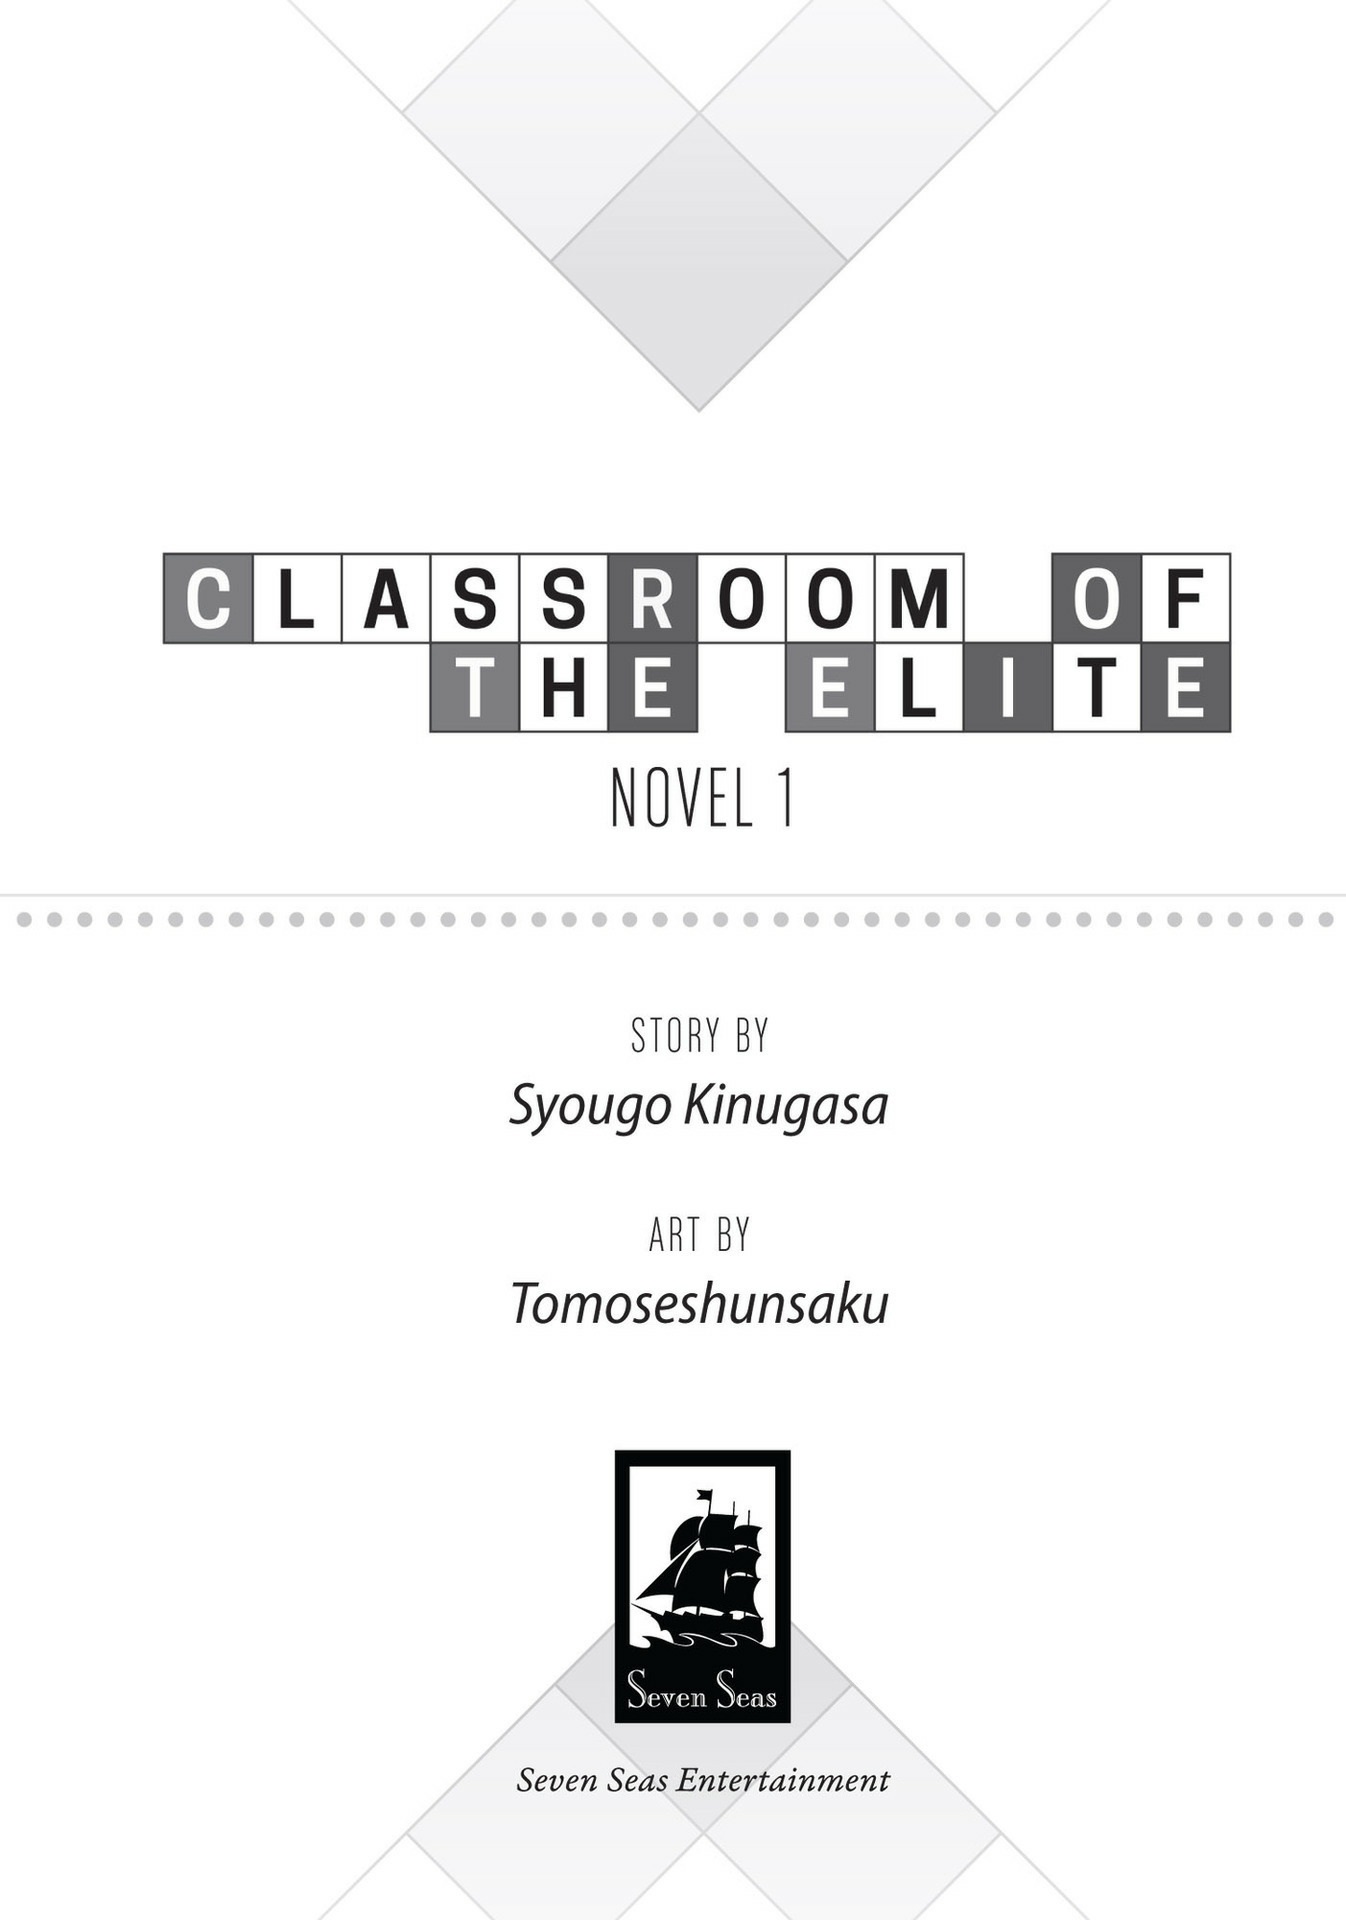 CLASSROOM OF
THE ELITE
NOVEL 1
STORY BY
Syougo Kinugasa
ART BY
Tomoseshunsaku
Seven Seas
Seven Seas Entertainment